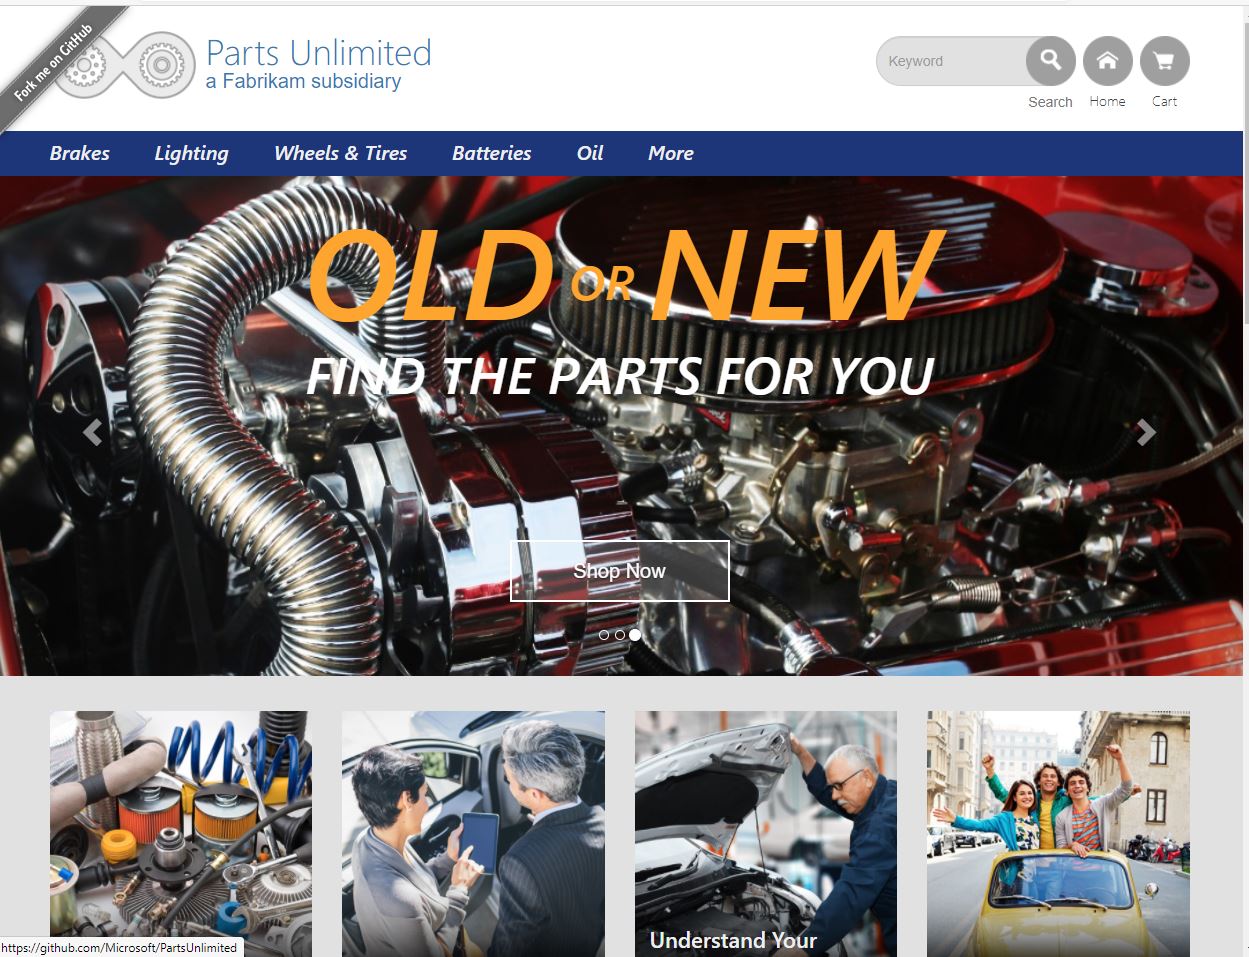 Fork me on GitHub
Parts Unlimited
a Fabrikam subsidiary
Keyword
Search
Home
Cart
Brakes
Lighting
Wheels & Tires
Batteries
Oil
More
OLD OR NEW
FIND THE PARTS FOR YOU
Shop Now
Understand Your
https://github.com/Microsoft/PartsUnlimited